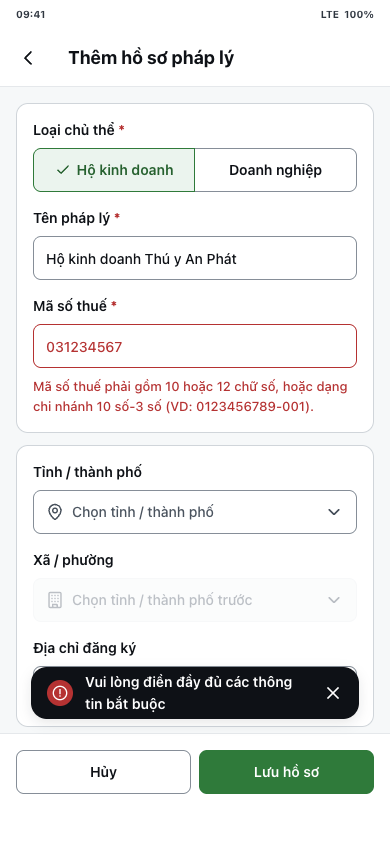 09:41
LTE 100%
Thêm hồ sơ pháp lý
Loại chủ thể *
Hộ kinh doanh
Doanh nghiệp
Tên pháp lý *
Hộ kinh doanh Thú y An Phát
Mã số thuế *
031234567
Mã số thuế phải gồm 10 hoặc 12 chữ số, hoặc dạng
chi nhánh 10 số-3 số (VD: 0123456789-001).
Tỉnh / thành phố
Chọn tỉnh / thành phố
Xã / phường
Chọn tỉnh / thành phố trước
Địa chỉ đăng ký
Vui lòng điền đầy đủ các thông
tin bắt buộc
Hủy
Lưu hồ sơ